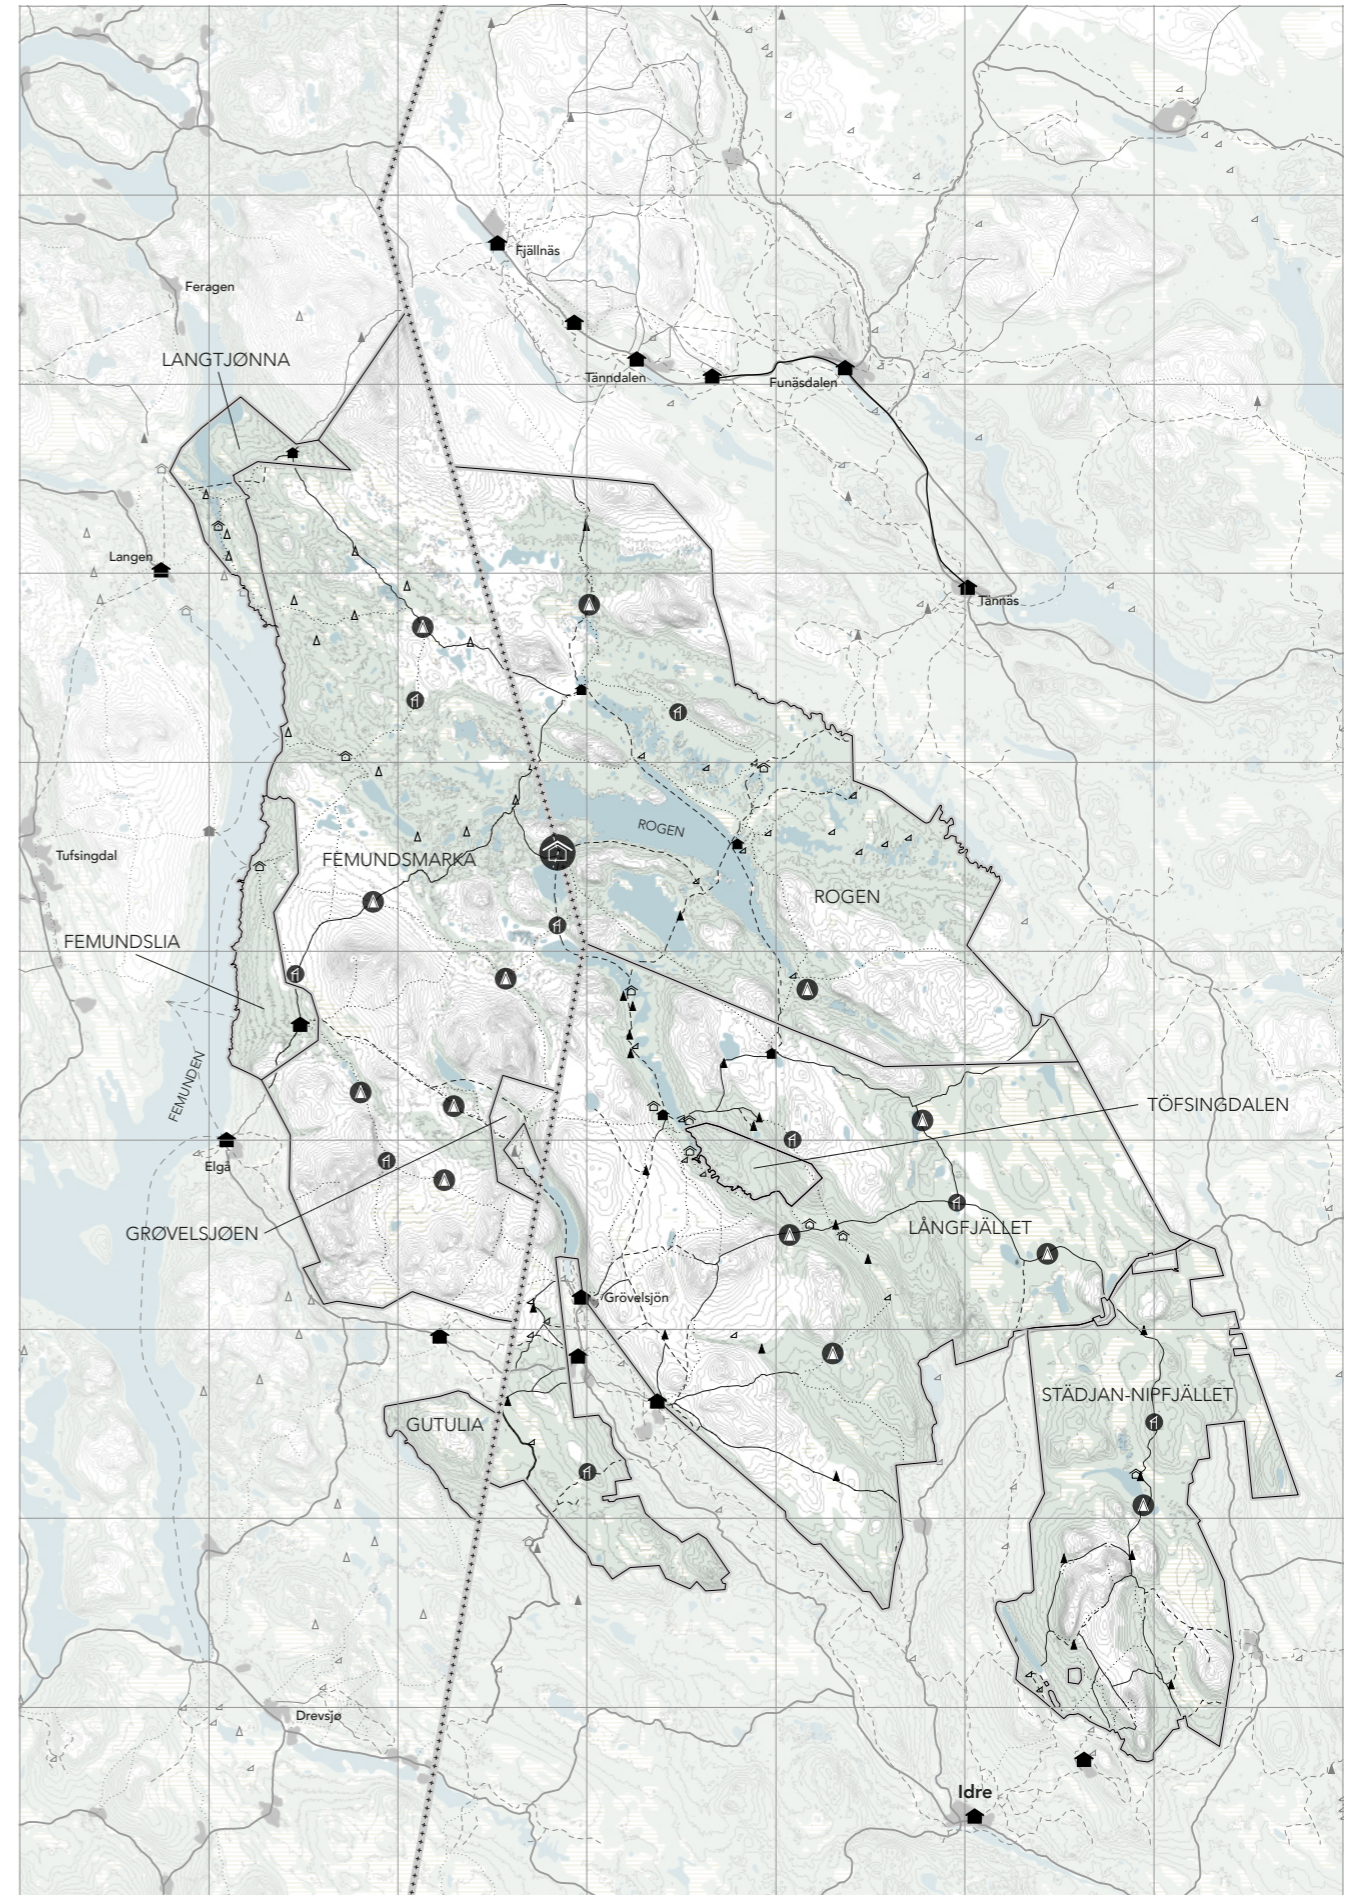 Fjällnäs
Feragen
LANGTJØNNA
Tänndalen
Funäsdalen
Langen
Tännäs
ROGEN
Tufsingdal
FEMUNDSMARKA
ROGEN
FEMUNDSLIA
FEMUNDEN
TÖFSINGDALEN
Elgå
LÅNGFJÄLLET
GRØVELSJØEN
Grövelsjön
STÄDJAN-NIPFJÄLLET
GUTULIA
Drevsjø
Idre